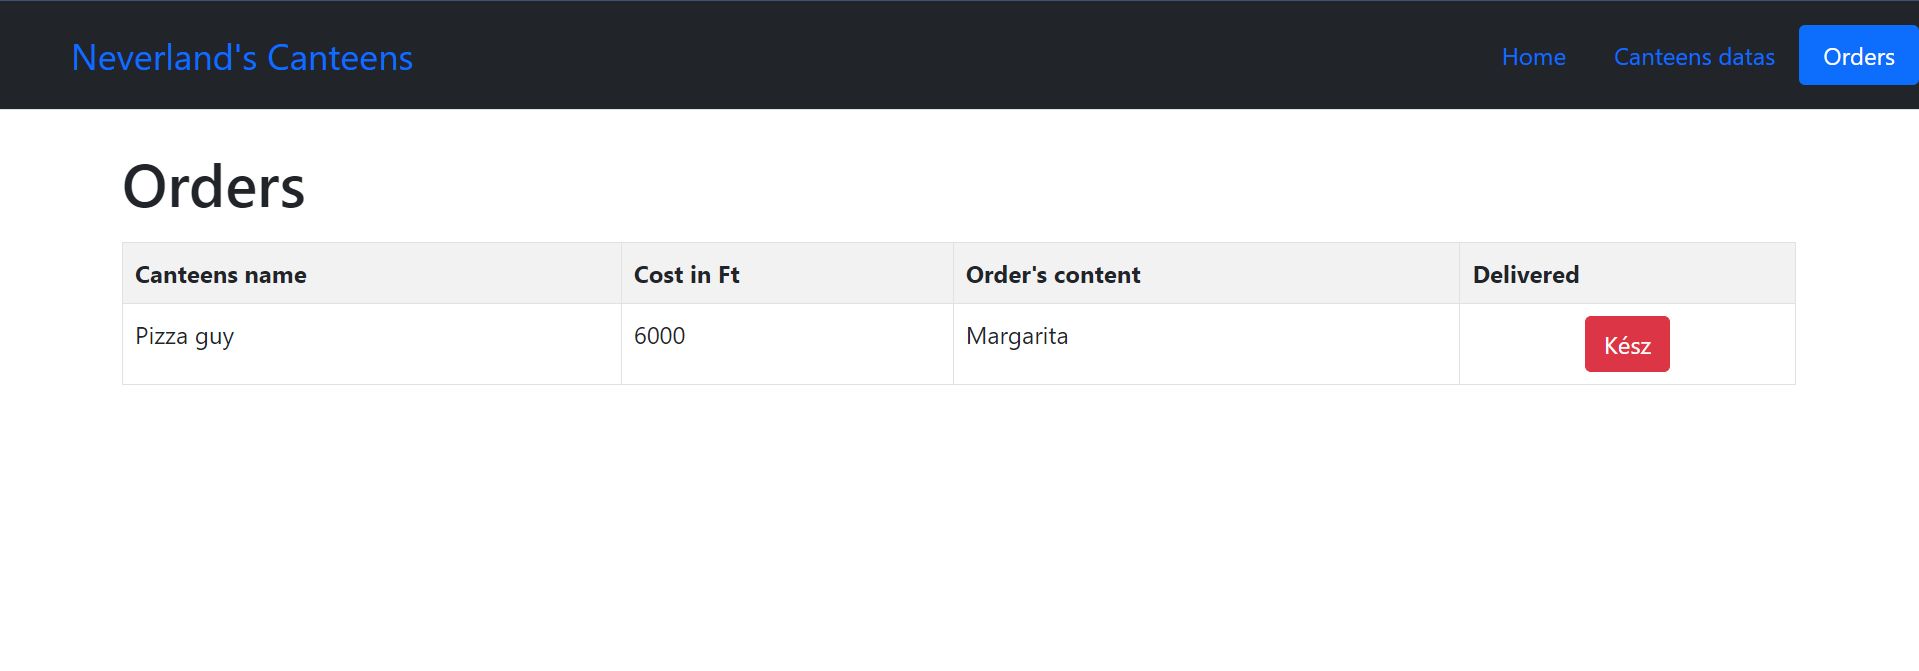 Neverland's Canteens Home Canteens datas Orders
Orders
Canteens name Cost in Ft Order's content Delivered
Pizza guy 6000 Margarita Kész